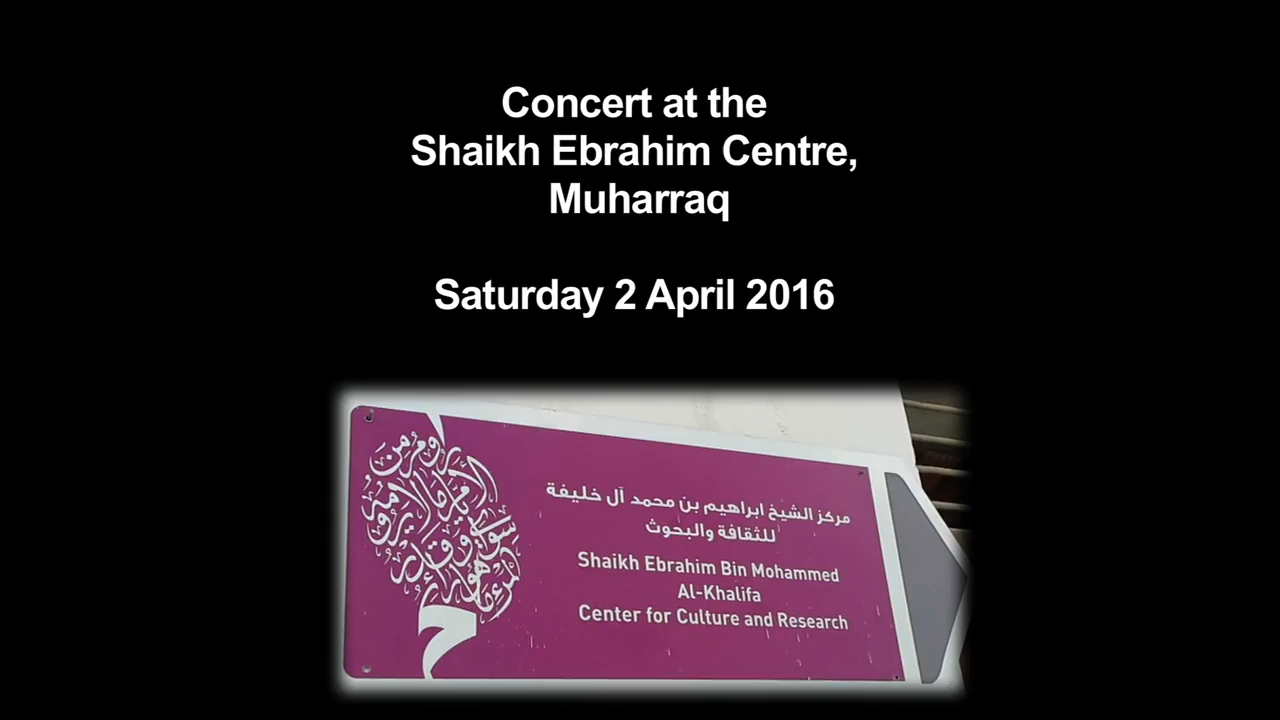 Concert at the
Shaikh Ebrahim Centre,
Muharraq
Saturday 2 April 2016
مركز الشيخ ابراهيم بن محمد آل خليفة
للثقافة والبحوث
Shaikh Ebrahim Bin Mohammed
Al-Khalifa
Center for Culture and Research